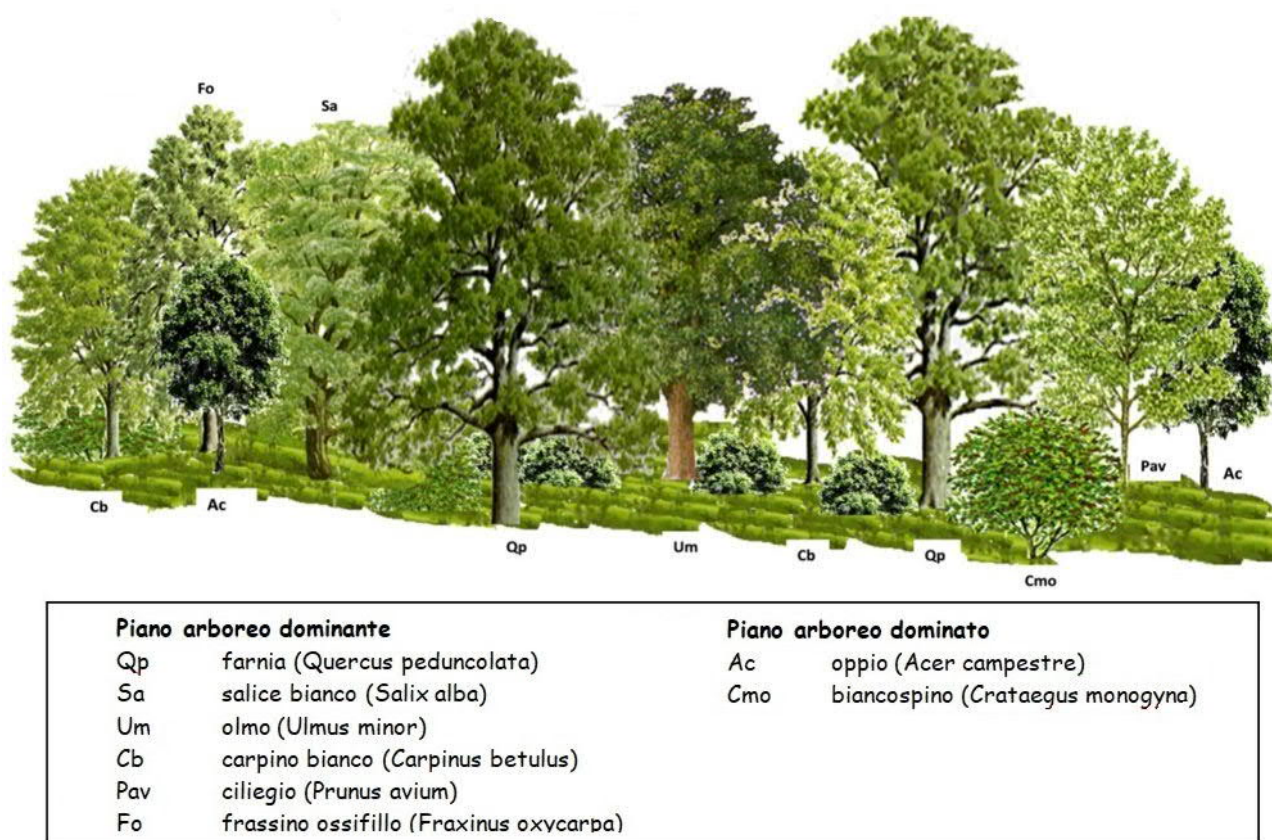 Fo
Sa
Pav
Ac
Cb
Ac
Qp
Um
Cb
Qp
Cmo
Piano arboreo dominante
Qp farnia (Quercus peduncolata)
Sa salice bianco (Salix alba)
Um olmo (Ulmus minor)
Cb carpino bianco (Carpinus betulus)
Pav ciliegio (Prunus avium)
Fo frassino ossifillo (Fraxinus oxycarpa)
Piano arboreo dominato
Ac oppio (Acer campestre)
Cmo biancospino (Crataegus monogyna)